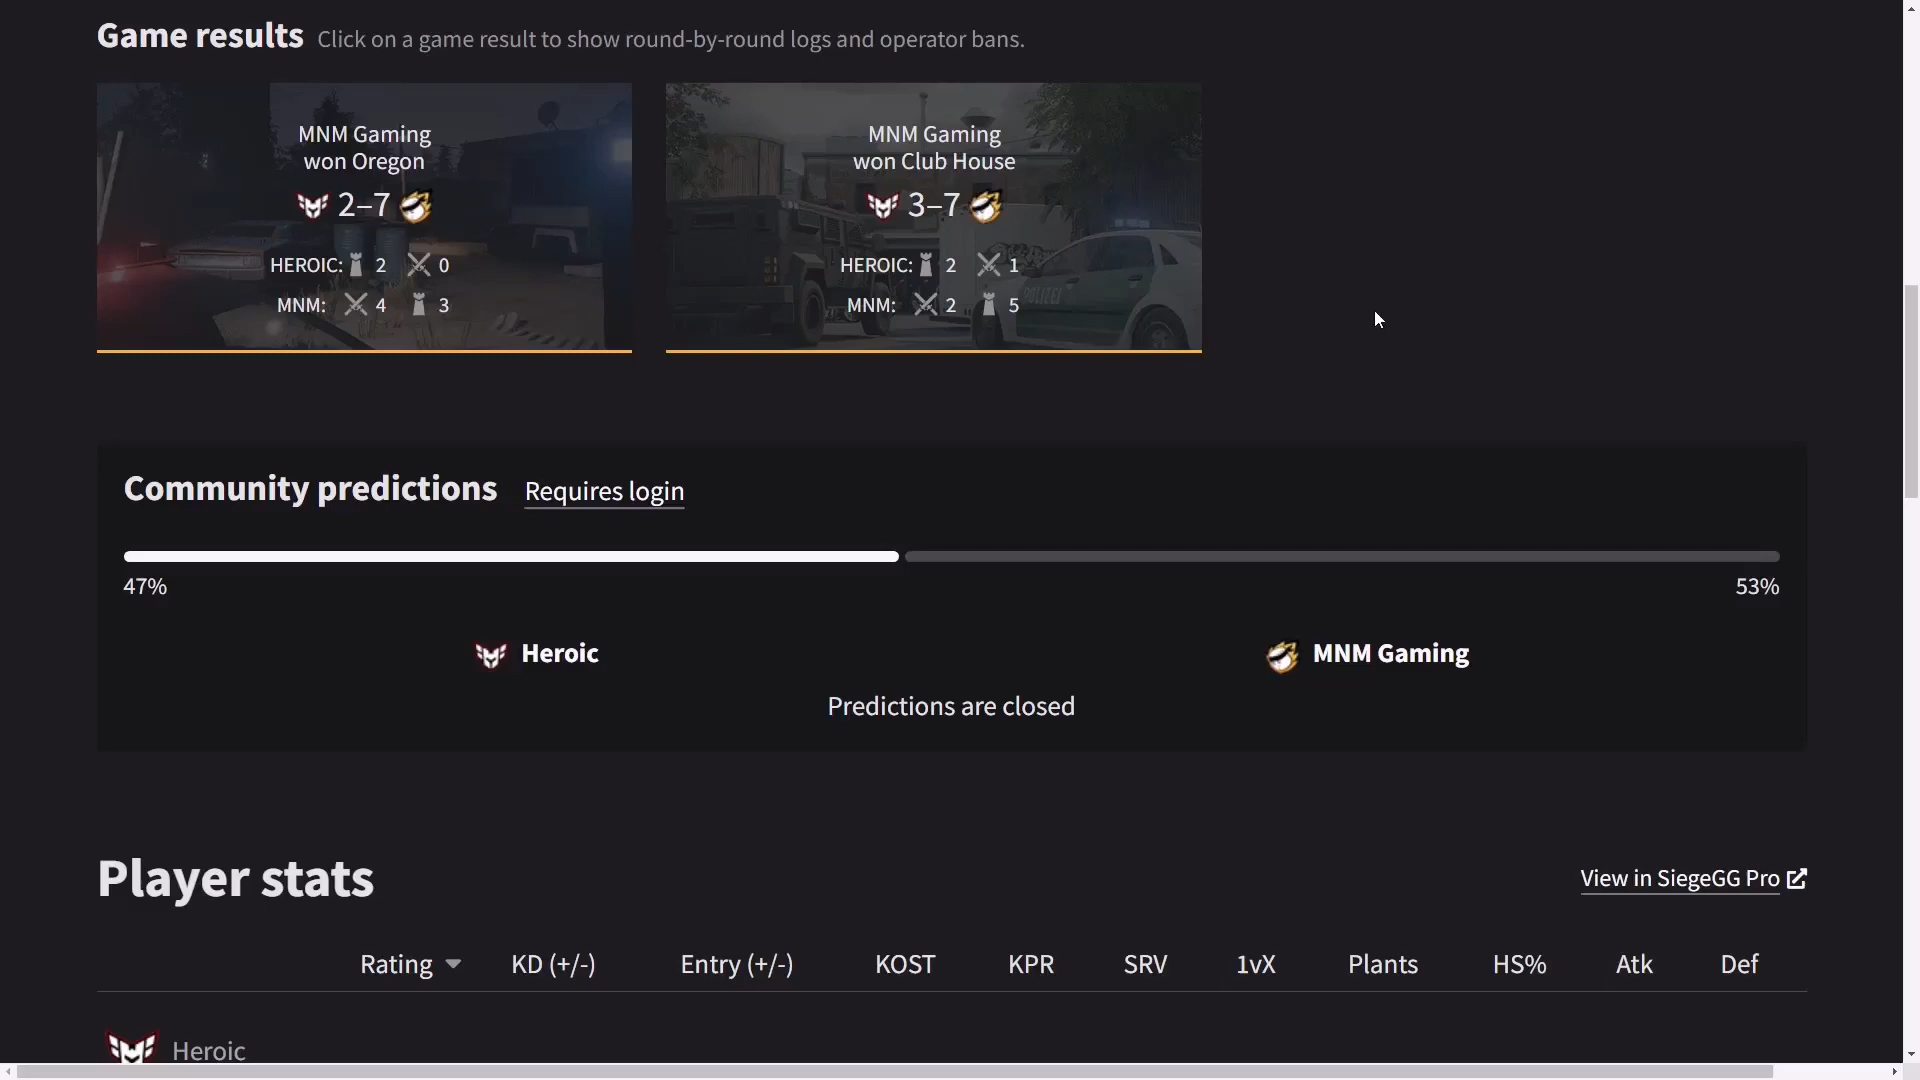 Game results Click on a game result to show round-by-round logs and operator bans.
MNM Gaming
won Oregon
2–7
HEROIC: 2 0
MNM: 4 3
MNM Gaming
won Club House
3–7
HEROIC: 2 1
MNM: 2 5
POLIZEI
Community predictions Requires login
47% 53%
Heroic MNM Gaming
Predictions are closed
Player stats View in SiegeGG Pro
Rating KD (+/-) Entry (+/-) KOST KPR SRV 1vX Plants HS% Atk Def
Heroic